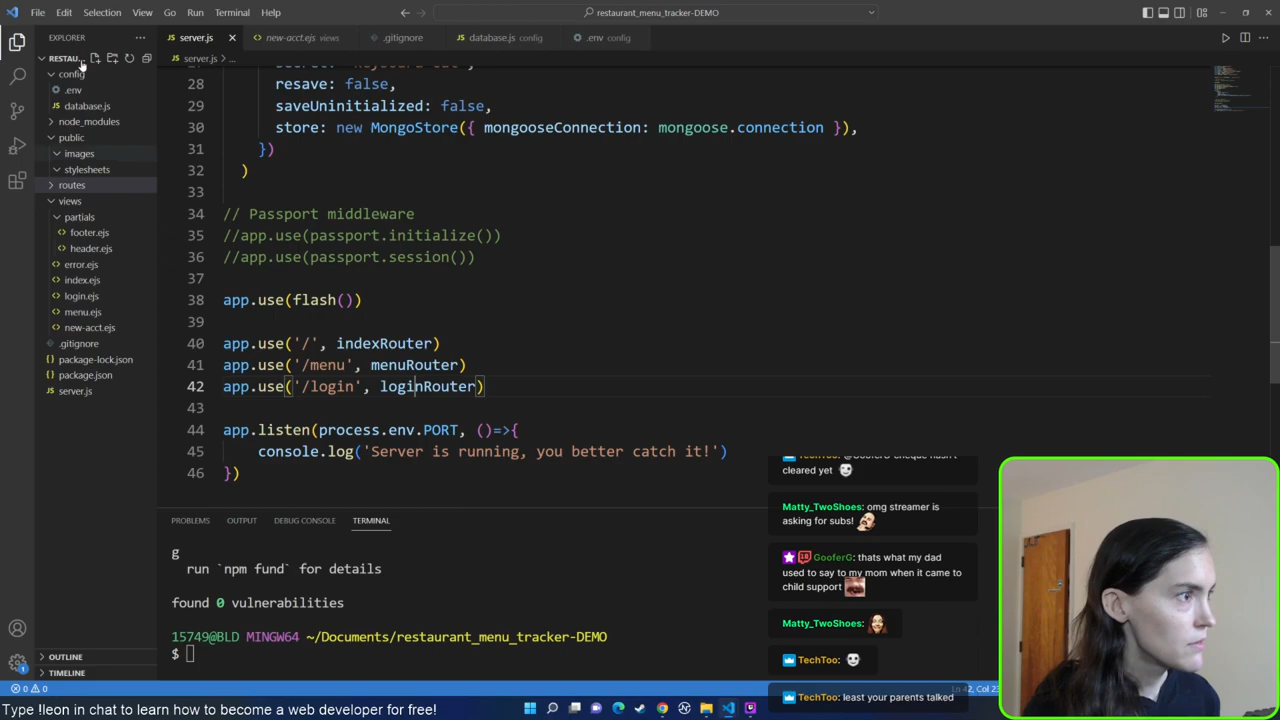 File Edit Selection View Go Run Terminal Help
restaurant_menu_tracker-DEMO
EXPLORER
RESTAU...
config
.env
database.js
node_modules
public
images
stylesheets
routes
views
partials
footer.ejs
header.ejs
error.ejs
index.ejs
login.ejs
menu.ejs
new-acct.ejs
.gitignore
package-lock.json
package.json
server.js
OUTLINE
TIMELINE
server.js new-acct.ejs views .gitignore database.js config .env config
server.js > ...
28 resave: false,
29 saveUninitialized: false,
30 store: new MongoStore({ mongooseConnection: mongoose.connection }),
31 })
32 )
33
34 // Passport middleware
35 //app.use(passport.initialize())
36 //app.use(passport.session())
37
38 app.use(flash())
39
40 app.use('/', indexRouter)
41 app.use('/menu', menuRouter)
42 app.use('/login', loginRouter)
43
44 app.listen(process.env.PORT, ()=>{
45 console.log('Server is running, you better catch it!')
46 })
PROBLEMS OUTPUT DEBUG CONSOLE TERMINAL
g
run `npm fund` for details
found 0 vulnerabilities
15749@BLD MINGW64 ~/Documents/restaurant_menu_tracker-DEMO
$
cleared yet
Matty_TwoShoes: omg streamer is
asking for subs!
GooferG: thats what my dad
used to say to my mom when it came to
child support
Matty_TwoShoes:
TechToo:
TechToo: least your parents talked
0 0
Type !leon in chat to learn how to become a web developer for free!